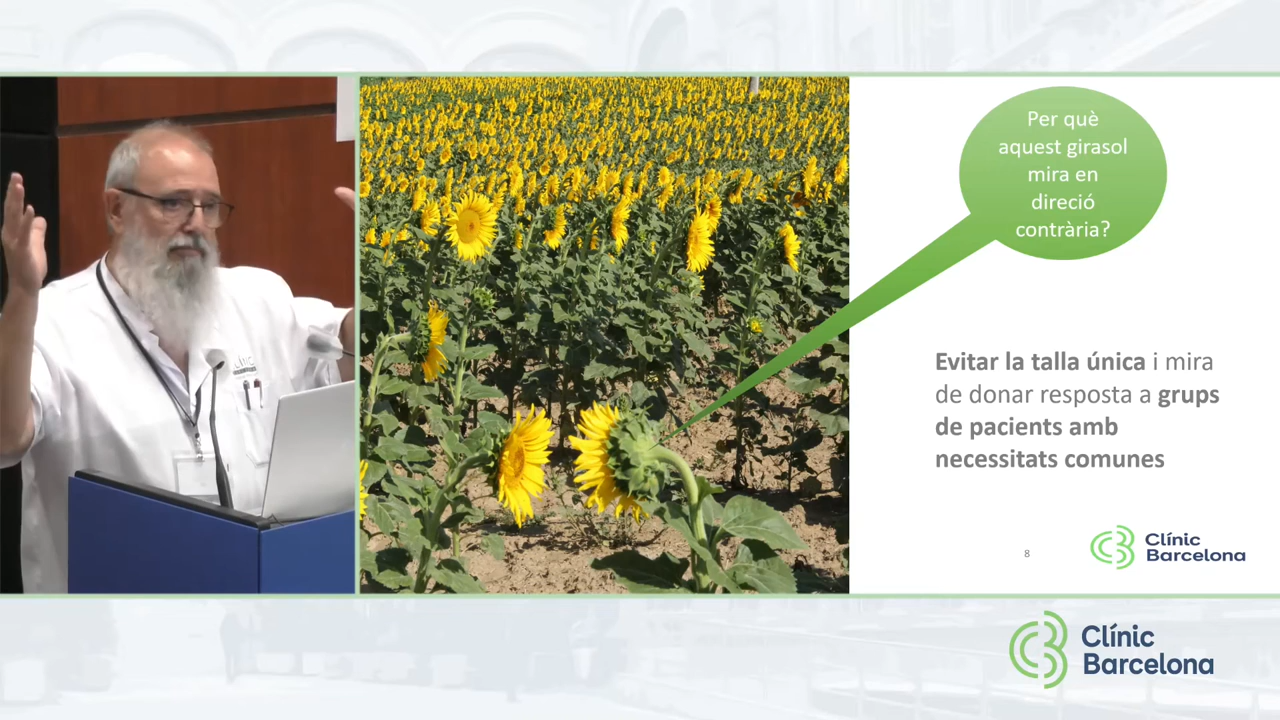 Per què
aquest girasol
mira en
direció
contrària?
Evitar la talla única i mira
de donar resposta a grups
de pacients amb
necessitats comunes
8
Clínic
Barcelona
Clínic
Barcelona